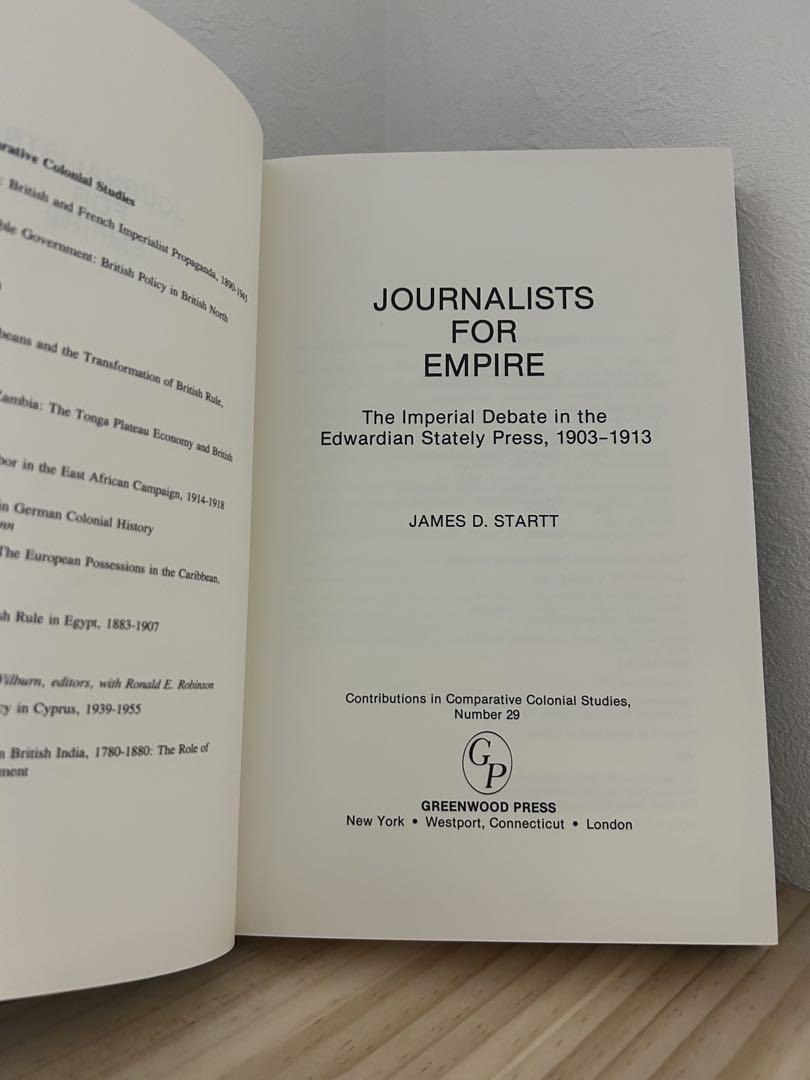 rative Colonial Studies
: British and French Imperialist Propaganda, 1890-1945
ble Government: British Policy in British North
)
beans and the Transformation of British Rule,
Zambia: The Tonga Plateau Economy and British
bor in the East African Campaign, 1914-1918
in German Colonial History
nn
The European Possessions in the Caribbean,
sh Rule in Egypt, 1883-1907
Wilburn, editors, with Ronald E. Robinson
cy in Cyprus, 1939-1955
n British India, 1780-1880: The Role of
ment
JOURNALISTS
FOR
EMPIRE
The Imperial Debate in the
Edwardian Stately Press, 1903–1913
JAMES D. STARTT
Contributions in Comparative Colonial Studies,
Number 29
GP
GREENWOOD PRESS
New York • Westport, Connecticut • London